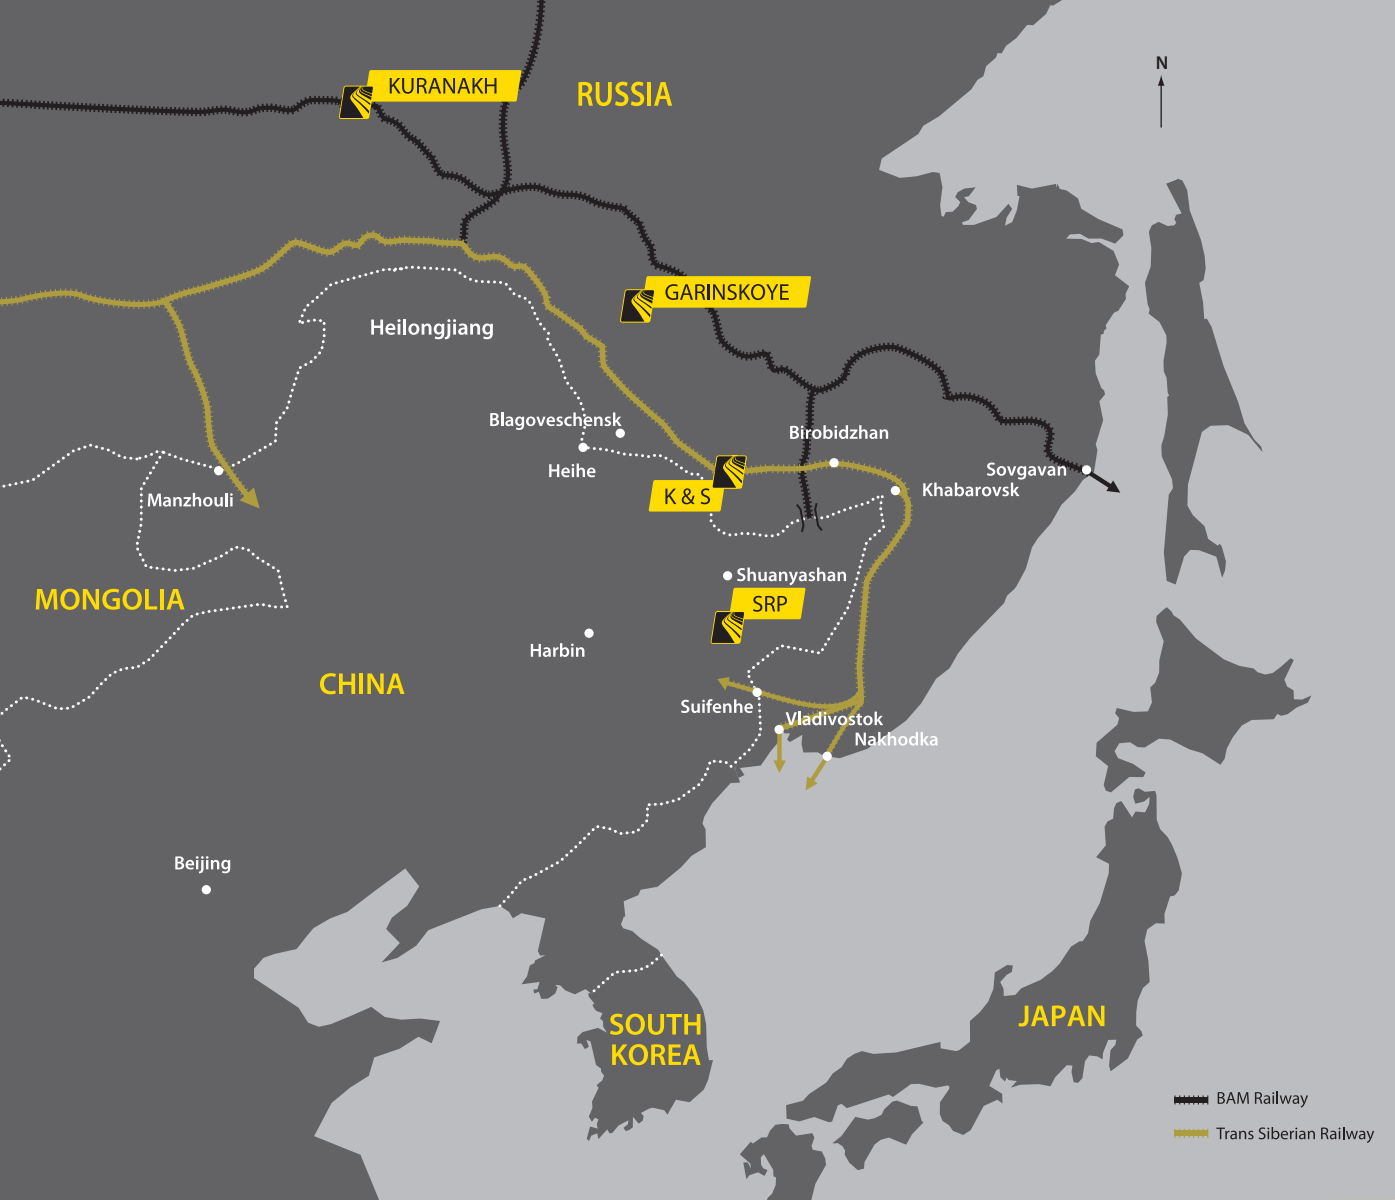 N
KURANAKH
RUSSIA
GARINSKOYE
Heilongjiang
Blagoveschensk
Birobidzhan
Heihe
Sovgavan
Manzhouli
K & S
Khabarovsk
Shuanyashan
MONGOLIA
SRP
Harbin
CHINA
Suifenhe
Vladivostok
Nakhodka
Beijing
SOUTH
KOREA
JAPAN
BAM Railway
Trans Siberian Railway